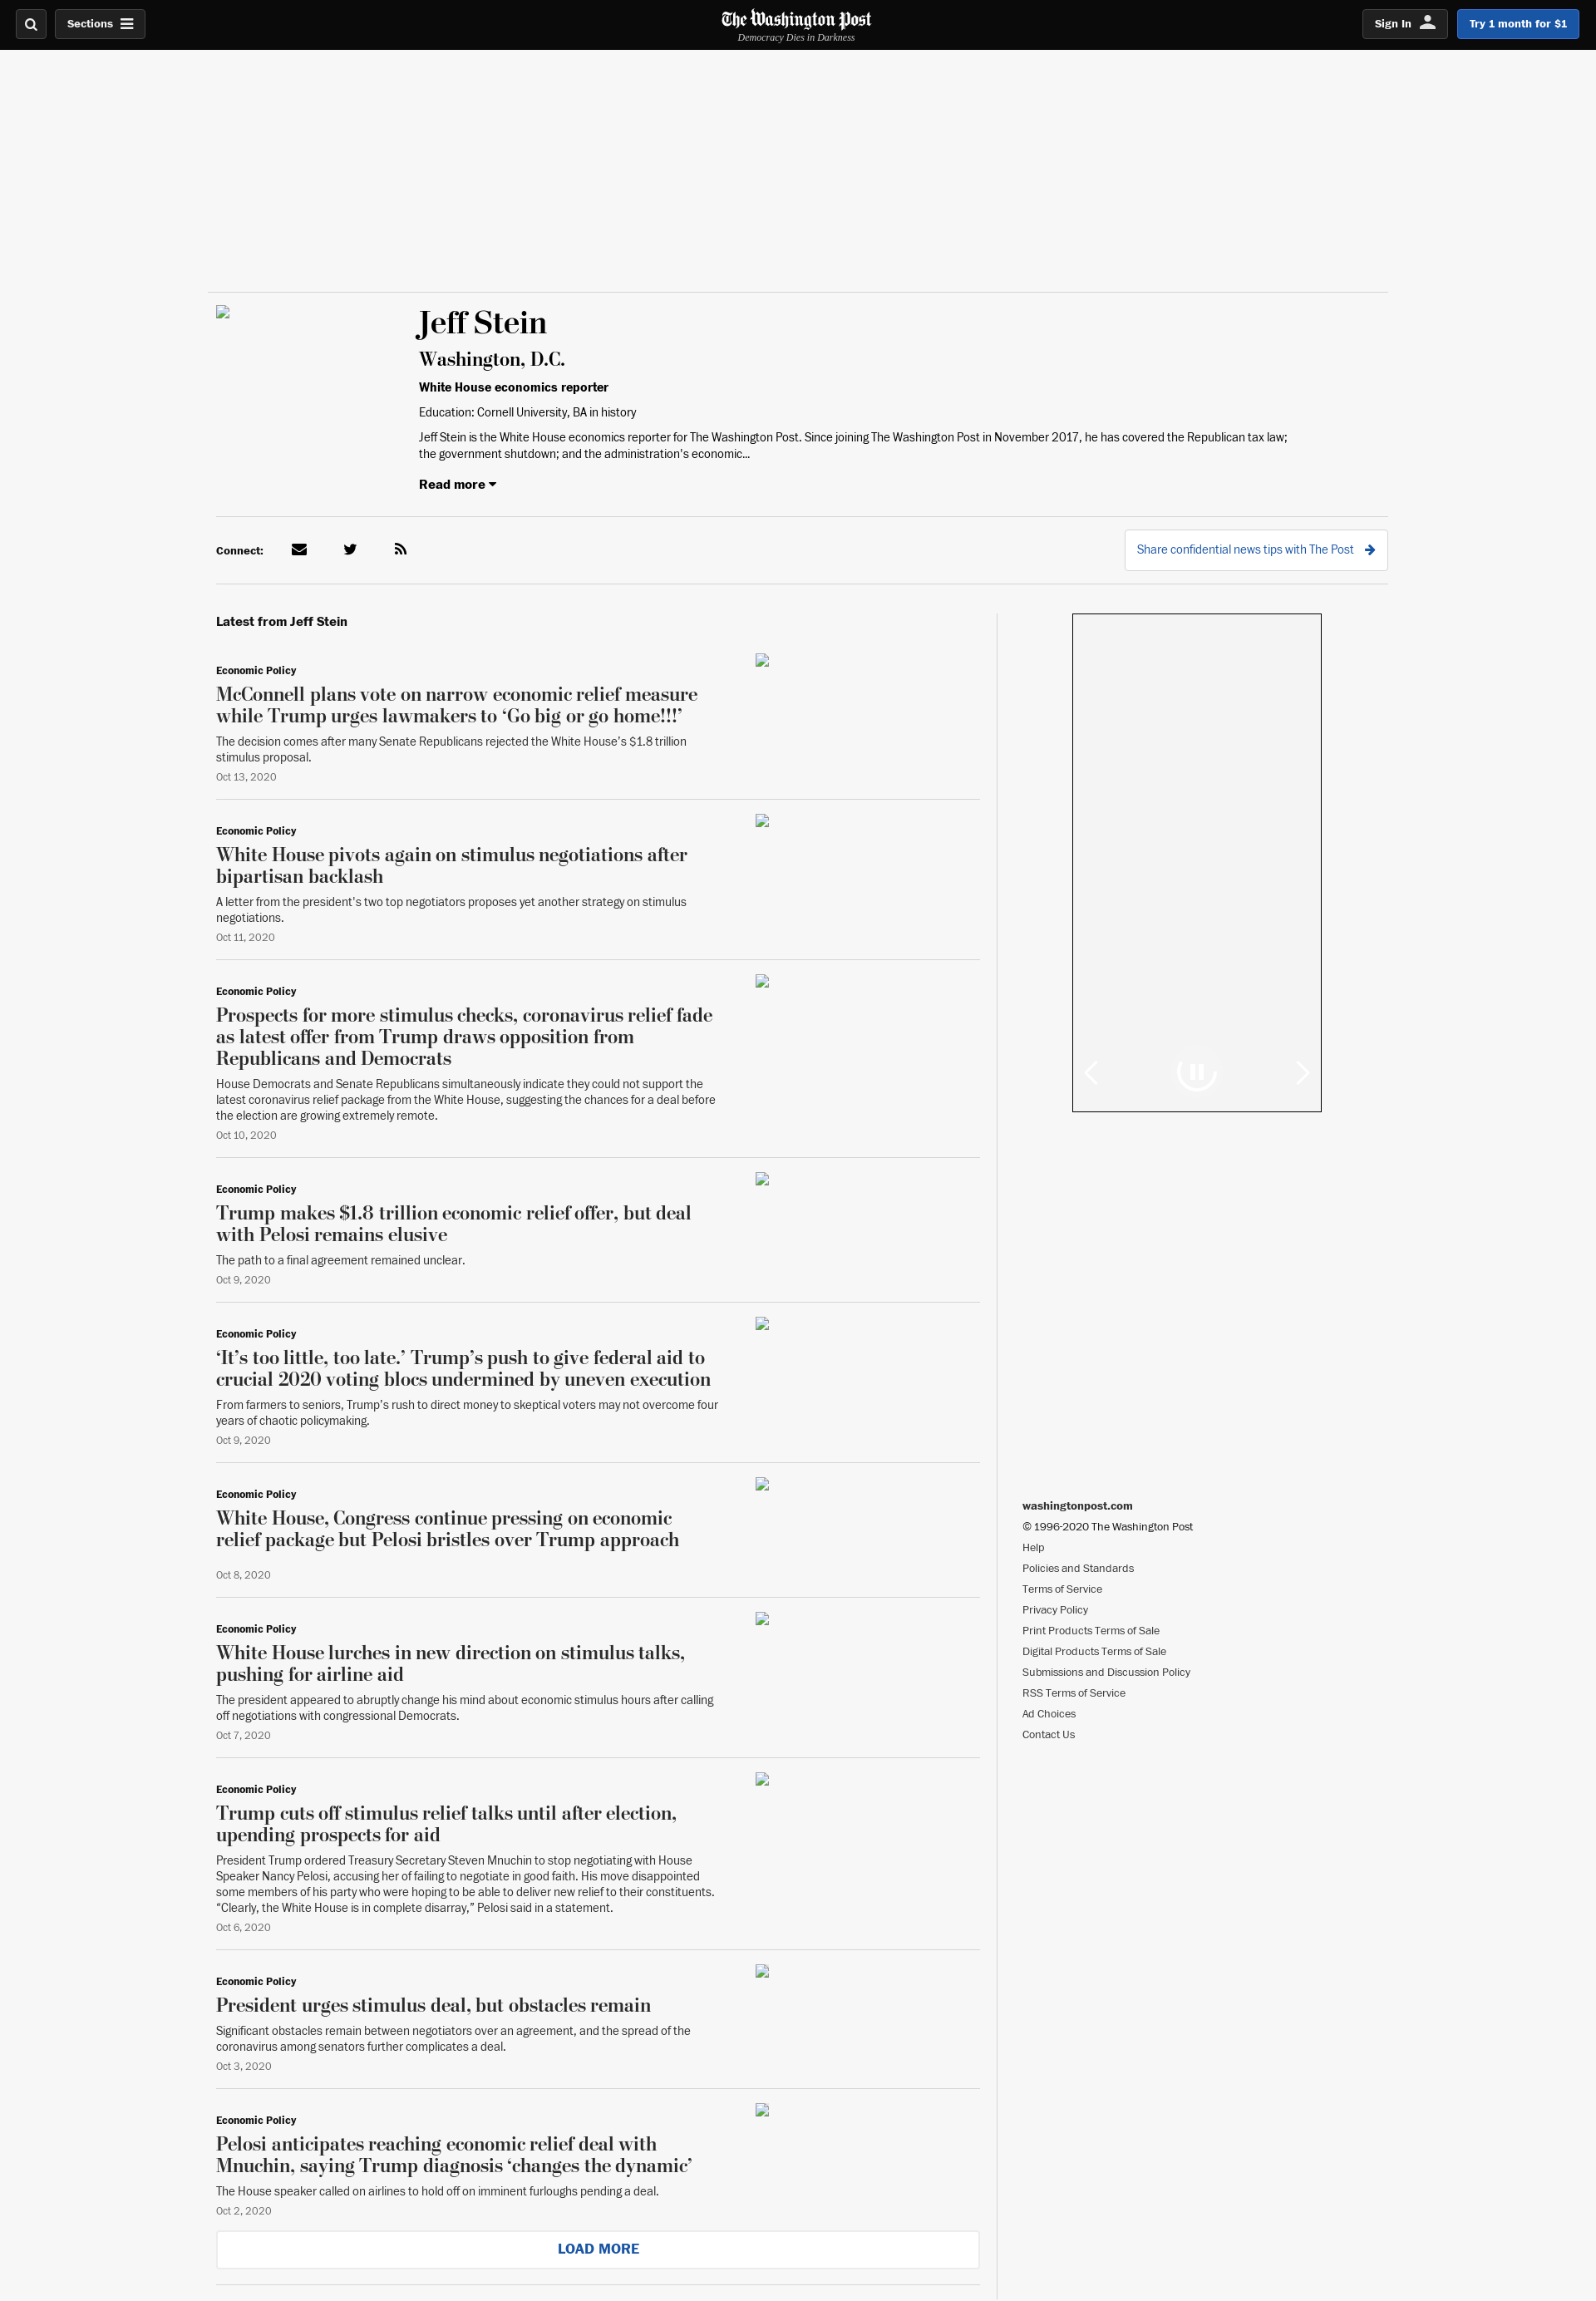 Sections
The Washington Post
Democracy Dies in Darkness
Sign In
Try 1 month for $1
Jeff Stein
Washington, D.C.
White House economics reporter
Education: Cornell University, BA in history
Jeff Stein is the White House economics reporter for The Washington Post. Since joining The Washington Post in November 2017, he has covered the Republican tax law;
the government shutdown; and the administration's economic...
Read more
Connect:
Share confidential news tips with The Post
Latest from Jeff Stein
Economic Policy
McConnell plans vote on narrow economic relief measure
while Trump urges lawmakers to ‘Go big or go home!!!’
The decision comes after many Senate Republicans rejected the White House’s $1.8 trillion
stimulus proposal.
Oct 13, 2020
Economic Policy
White House pivots again on stimulus negotiations after
bipartisan backlash
A letter from the president's two top negotiators proposes yet another strategy on stimulus
negotiations.
Oct 11, 2020
Economic Policy
Prospects for more stimulus checks, coronavirus relief fade
as latest offer from Trump draws opposition from
Republicans and Democrats
House Democrats and Senate Republicans simultaneously indicate they could not support the
latest coronavirus relief package from the White House, suggesting the chances for a deal before
the election are growing extremely remote.
Oct 10, 2020
Economic Policy
Trump makes $1.8 trillion economic relief offer, but deal
with Pelosi remains elusive
The path to a final agreement remained unclear.
Oct 9, 2020
Economic Policy
‘It’s too little, too late.’ Trump’s push to give federal aid to
crucial 2020 voting blocs undermined by uneven execution
From farmers to seniors, Trump’s rush to direct money to skeptical voters may not overcome four
years of chaotic policymaking.
Oct 9, 2020
Economic Policy
White House, Congress continue pressing on economic
relief package but Pelosi bristles over Trump approach
Oct 8, 2020
Economic Policy
White House lurches in new direction on stimulus talks,
pushing for airline aid
The president appeared to abruptly change his mind about economic stimulus hours after calling
off negotiations with congressional Democrats.
Oct 7, 2020
Economic Policy
Trump cuts off stimulus relief talks until after election,
upending prospects for aid
President Trump ordered Treasury Secretary Steven Mnuchin to stop negotiating with House
Speaker Nancy Pelosi, accusing her of failing to negotiate in good faith. His move disappointed
some members of his party who were hoping to be able to deliver new relief to their constituents.
“Clearly, the White House is in complete disarray,” Pelosi said in a statement.
Oct 6, 2020
Economic Policy
President urges stimulus deal, but obstacles remain
Significant obstacles remain between negotiators over an agreement, and the spread of the
coronavirus among senators further complicates a deal.
Oct 3, 2020
Economic Policy
Pelosi anticipates reaching economic relief deal with
Mnuchin, saying Trump diagnosis ‘changes the dynamic’
The House speaker called on airlines to hold off on imminent furloughs pending a deal.
Oct 2, 2020
LOAD MORE
washingtonpost.com
© 1996-2020 The Washington Post
Help
Policies and Standards
Terms of Service
Privacy Policy
Print Products Terms of Sale
Digital Products Terms of Sale
Submissions and Discussion Policy
RSS Terms of Service
Ad Choices
Contact Us